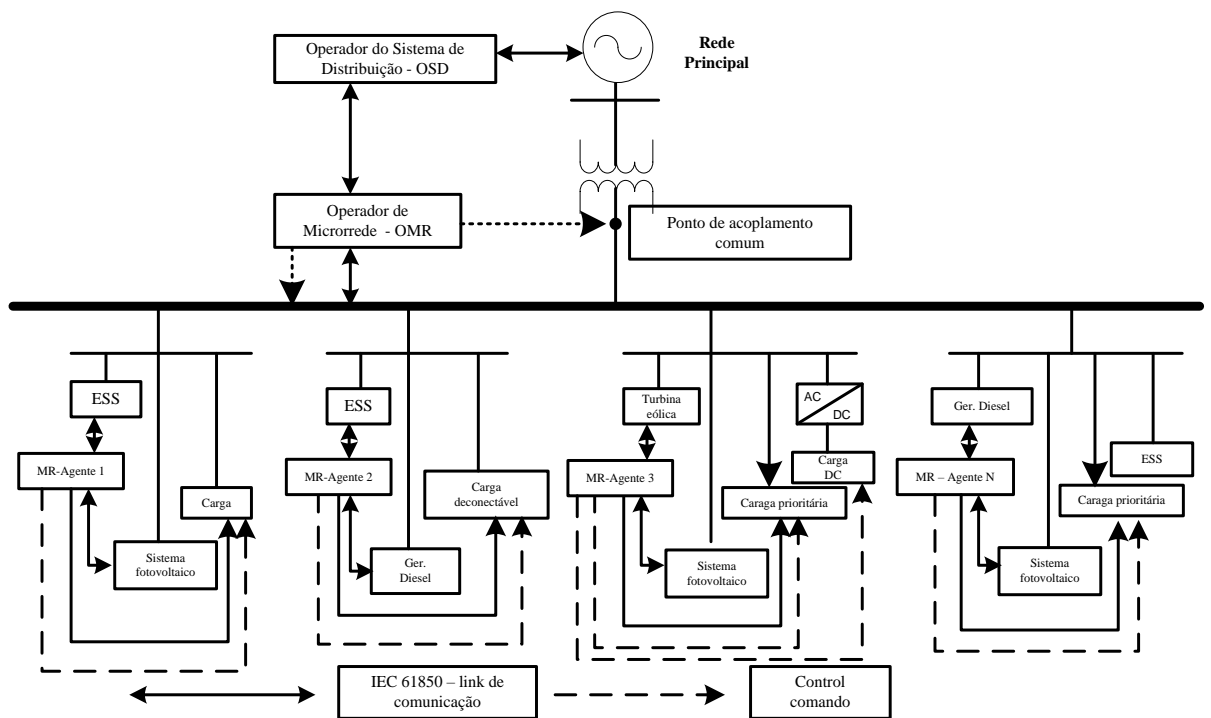 Operador do Sistema de
Distribuição - OSD
Rede
Principal
Operador de
Microrrede - OMR
Ponto de acoplamento
comum
ESS
MR-Agente 1
Carga
Sistema
fotovoltaico
ESS
MR-Agente 2
Carga
deconectável
Ger.
Diesel
Turbina
eólica
AC
DC
MR-Agente 3
Carga
DC
Caraga prioritária
Sistema
fotovoltaico
Ger. Diesel
MR – Agente N
ESS
Caraga prioritária
Sistema
fotovoltaico
IEC 61850 – link de
comunicação
Control
comando